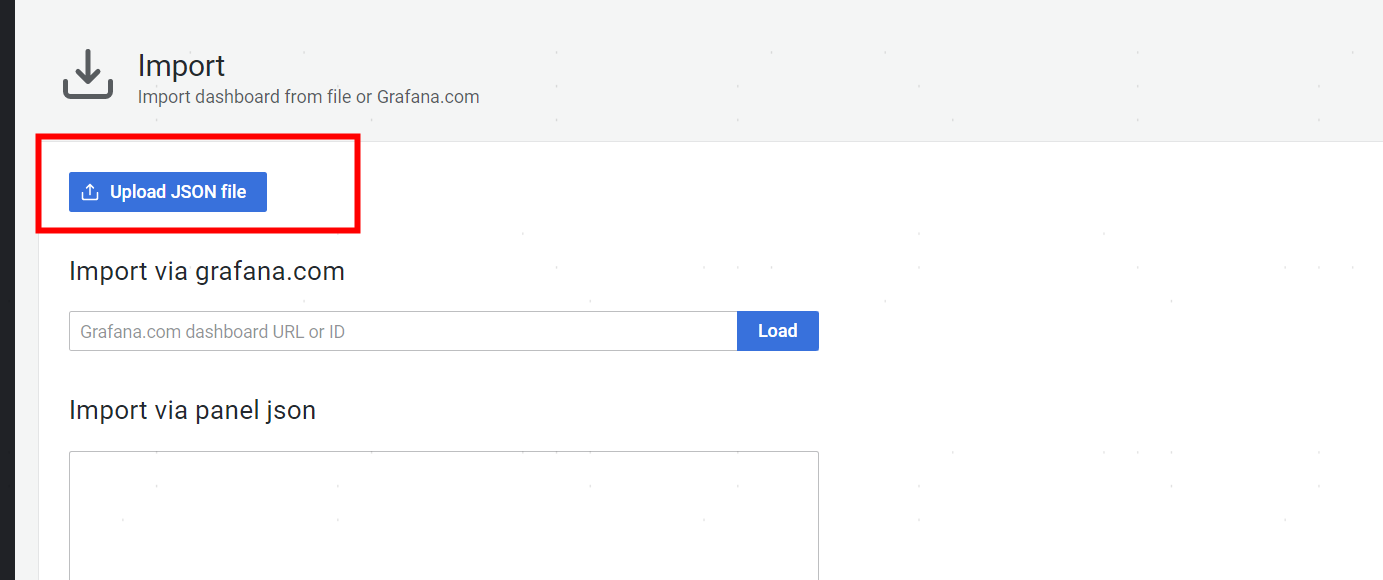 Import
Import dashboard from file or Grafana.com
Upload JSON file
Import via grafana.com
Grafana.com dashboard URL or ID
Load
Import via panel json